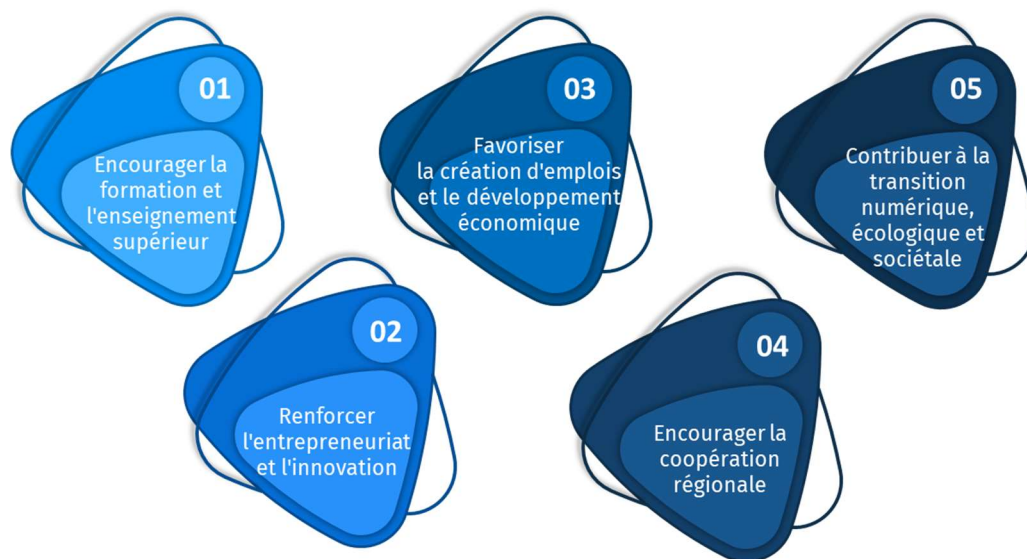 01
Encourager la
formation et
l'enseignement
supérieur
02
Renforcer
l'entrepreneuriat
et l'innovation
03
Favoriser
la création d'emplois
et le développement
économique
04
Encourager la
coopération
régionale
05
Contribuer à la
transition
numérique,
écologique et
sociétale